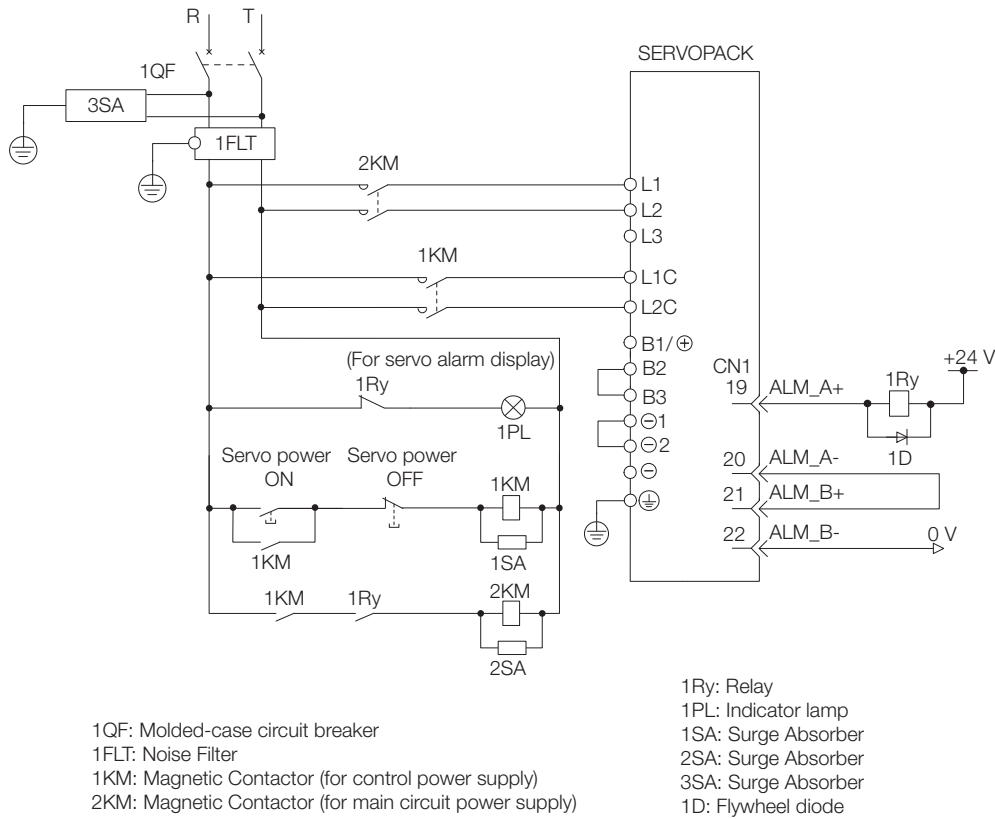 R T
SERVOPACK
1QF
3SA
1FLT
2KM
L1
L2
L3
1KM
L1C
L2C
B1/⊕
(For servo alarm display)
B2
CN1
+24 V
1Ry
B3
19 ALM_A+
1Ry
1PL
⊖1
1D
⊖2
Servo power ON
Servo power OFF
20 ALM_A-
⊖
1KM
21 ALM_B+
1KM
1SA
22 ALM_B-
0 V
1KM
1Ry
2KM
2SA
1QF: Molded-case circuit breaker
1FLT: Noise Filter
1KM: Magnetic Contactor (for control power supply)
2KM: Magnetic Contactor (for main circuit power supply)
1Ry: Relay
1PL: Indicator lamp
1SA: Surge Absorber
2SA: Surge Absorber
3SA: Surge Absorber
1D: Flywheel diode